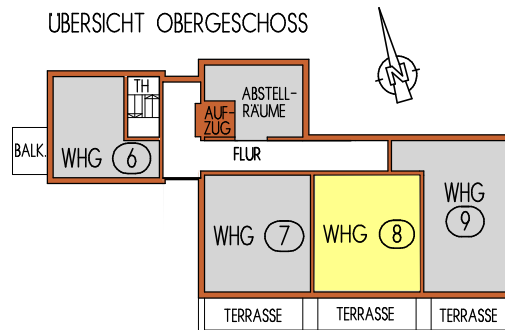 ÜBERSICHT OBERGESCHOSS
N
TH
ABSTELL-
RÄUME
AUF-
ZUG
BALK.
WHG 6
FLUR
WHG
9
WHG 7
WHG 8
TERRASSE
TERRASSE
TERRASSE